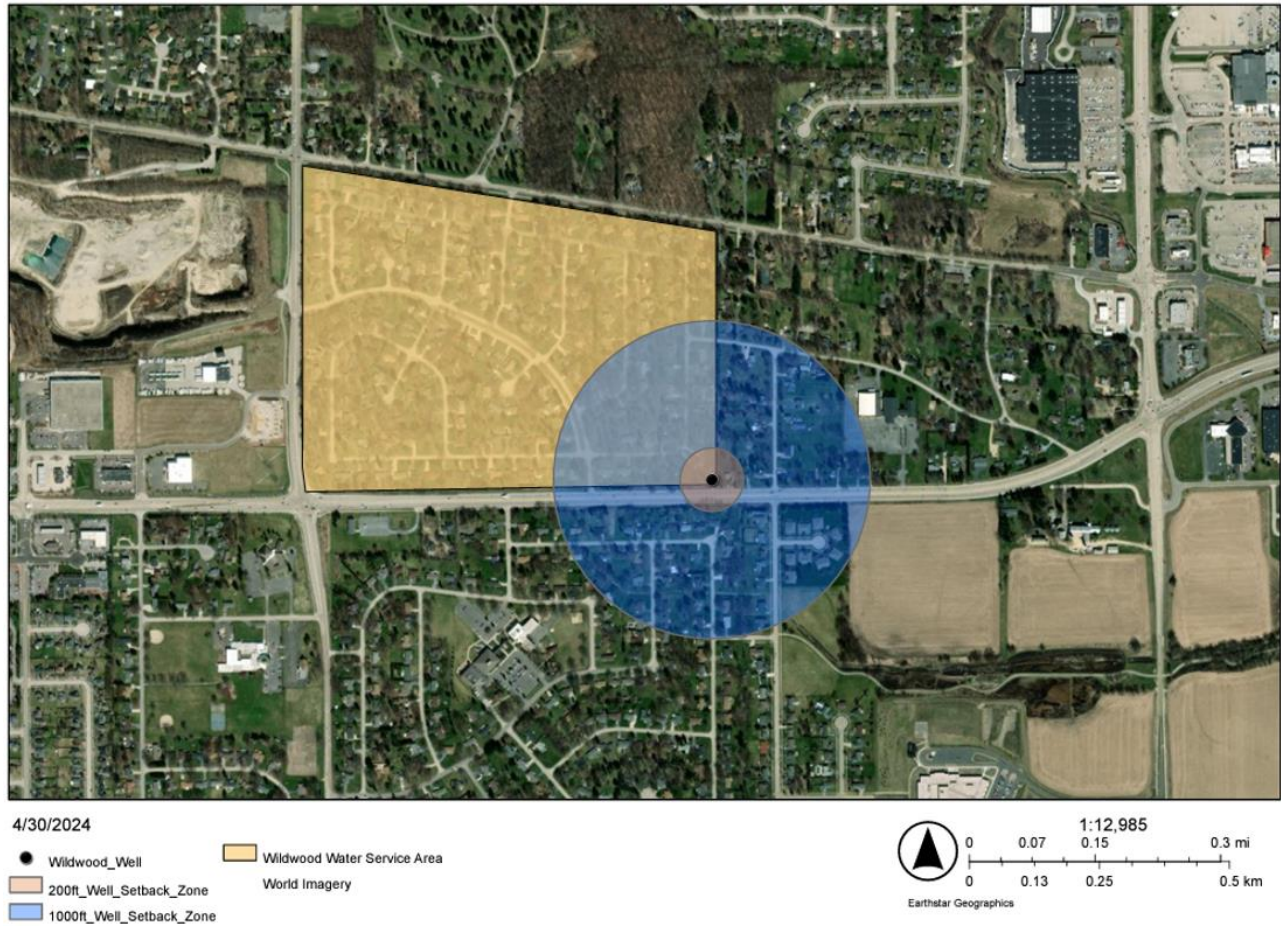 4/30/2024
Wildwood_Well
200ft_Well_Setback_Zone
1000ft_Well_Setback_Zone
Wildwood Water Service Area
World Imagery
1:12,985
0 0.07 0.15 0.3 mi
0 0.13 0.25 0.5 km
Earthstar Geographics